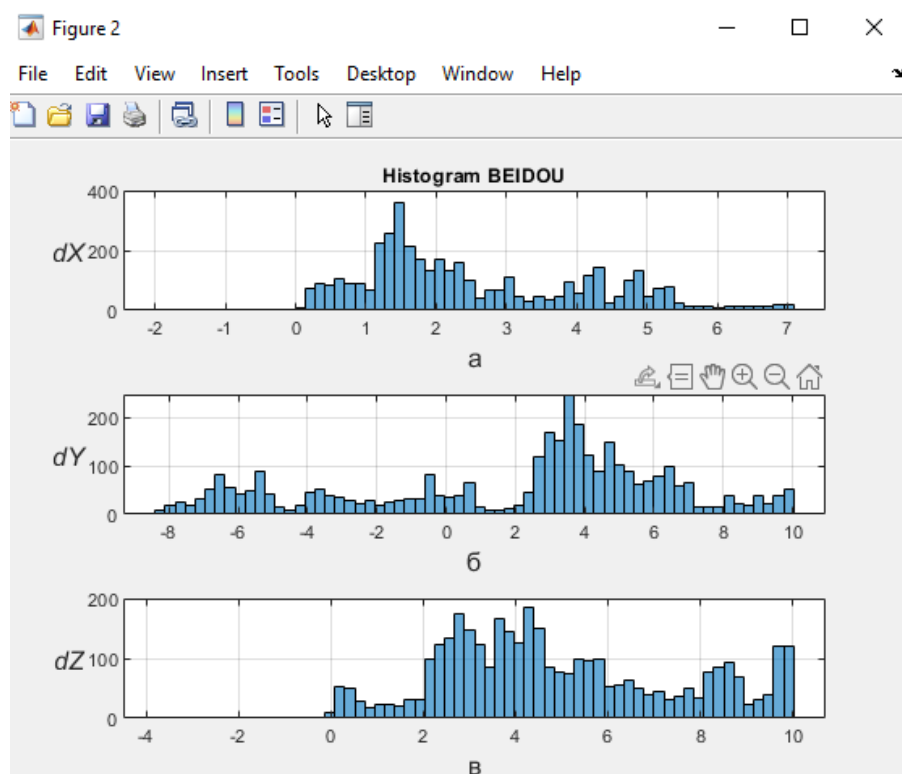 Figure 2
File Edit View Insert Tools Desktop Window Help
Histogram BEIDOU
400
dX 200
0
-2 -1 0 1 2 3 4 5 6 7
а
200
dY 100
0
-8 -6 -4 -2 0 2 4 6 8 10
б
200
dZ 100
0
-4 -2 0 2 4 6 8 10
в